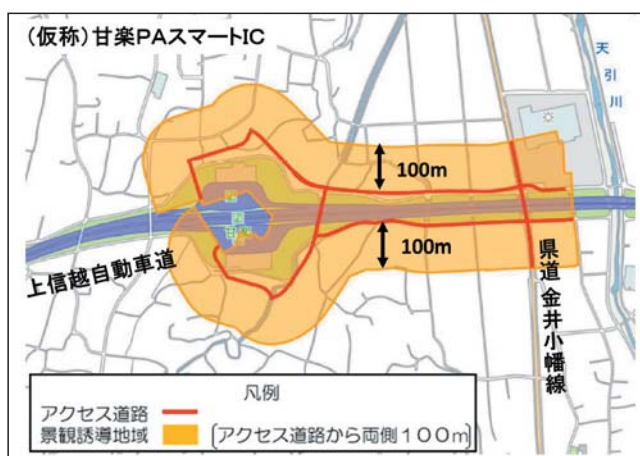 (仮称)甘楽PAスマートIC
天引川
100m
甘楽
100m
上信越自動車道
県道 金井小幡線
凡例
アクセス道路
景観誘導地域
[アクセス道路から両側100m]